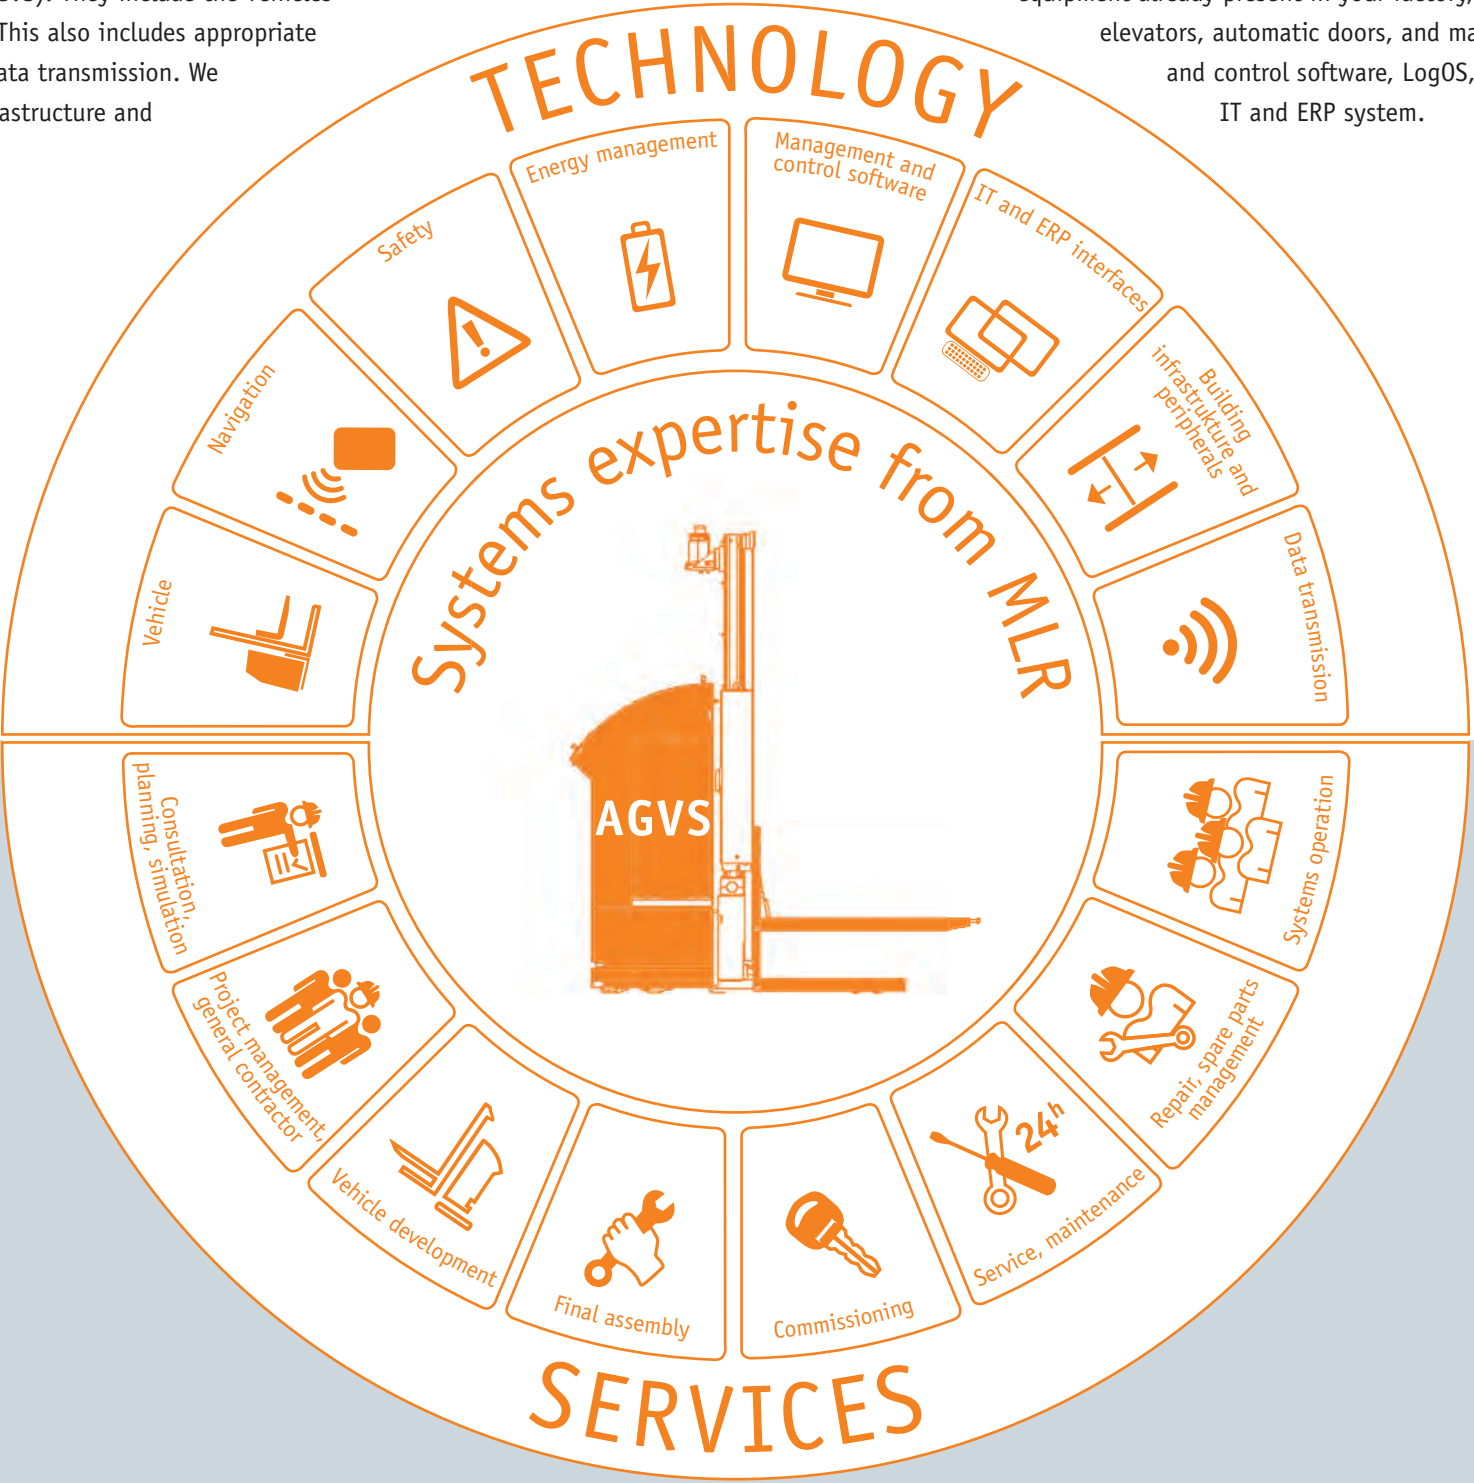 This also includes appropriate
ata transmission. We
astructure and
elevators, automatic doors, and ma
and control software, LogOS,
IT and ERP system.
TECHNOLOGY
Vehicle
Navigation
Safety
Energy management
Management and
control software
IT and ERP interfaces
Building
infrastrukture and
peripherals
Data transmission
Systems expertise from MLR
AGVS
Consultation,
planning, simulation
Project management,
general contractor
Vehicle development
Final assembly
Commissioning
24h
Service, maintenance
Repair, spare parts
management
Systems operation
SERVICES